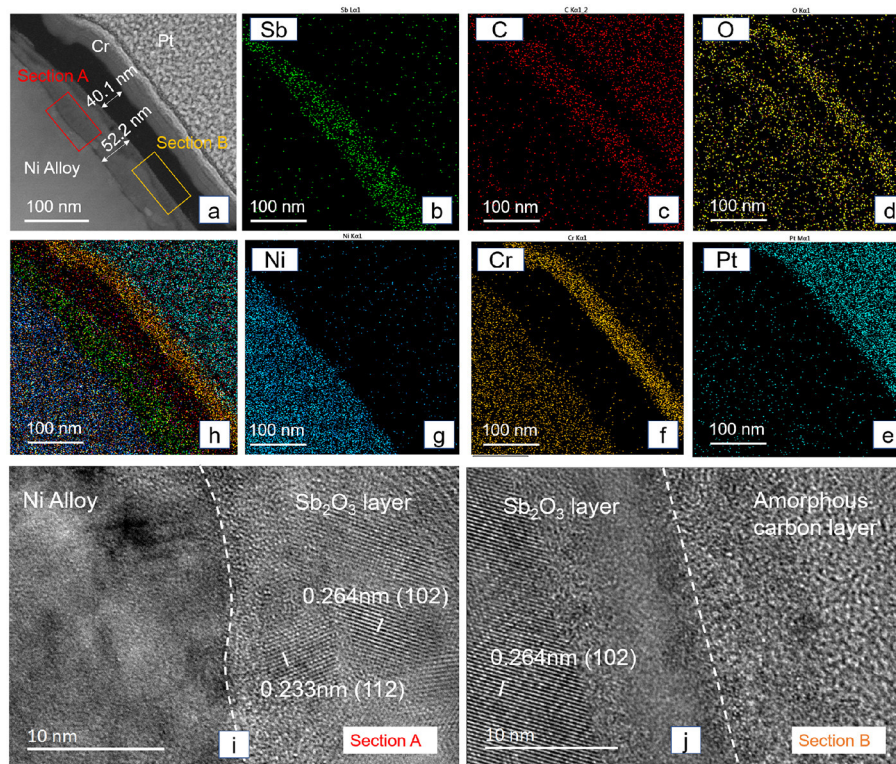 Cr
Pt
Section A
40.1 nm
52.2 nm
Section B
Ni Alloy
100 nm
a
Sb Lα1
Sb
100 nm
b
C Kα1_2
C
100 nm
c
O Kα1
O
100 nm
d
100 nm
h
Ni Kα1
Ni
100 nm
g
Cr Kα1
Cr
100 nm
f
Pt Mα1
Pt
100 nm
e
Ni Alloy
Sb₂O₃ layer
0.264nm (102)
0.233nm (112)
10 nm
i
Section A
Sb₂O₃ layer
Amorphous
carbon layer
0.264nm (102)
10 nm
j
Section B